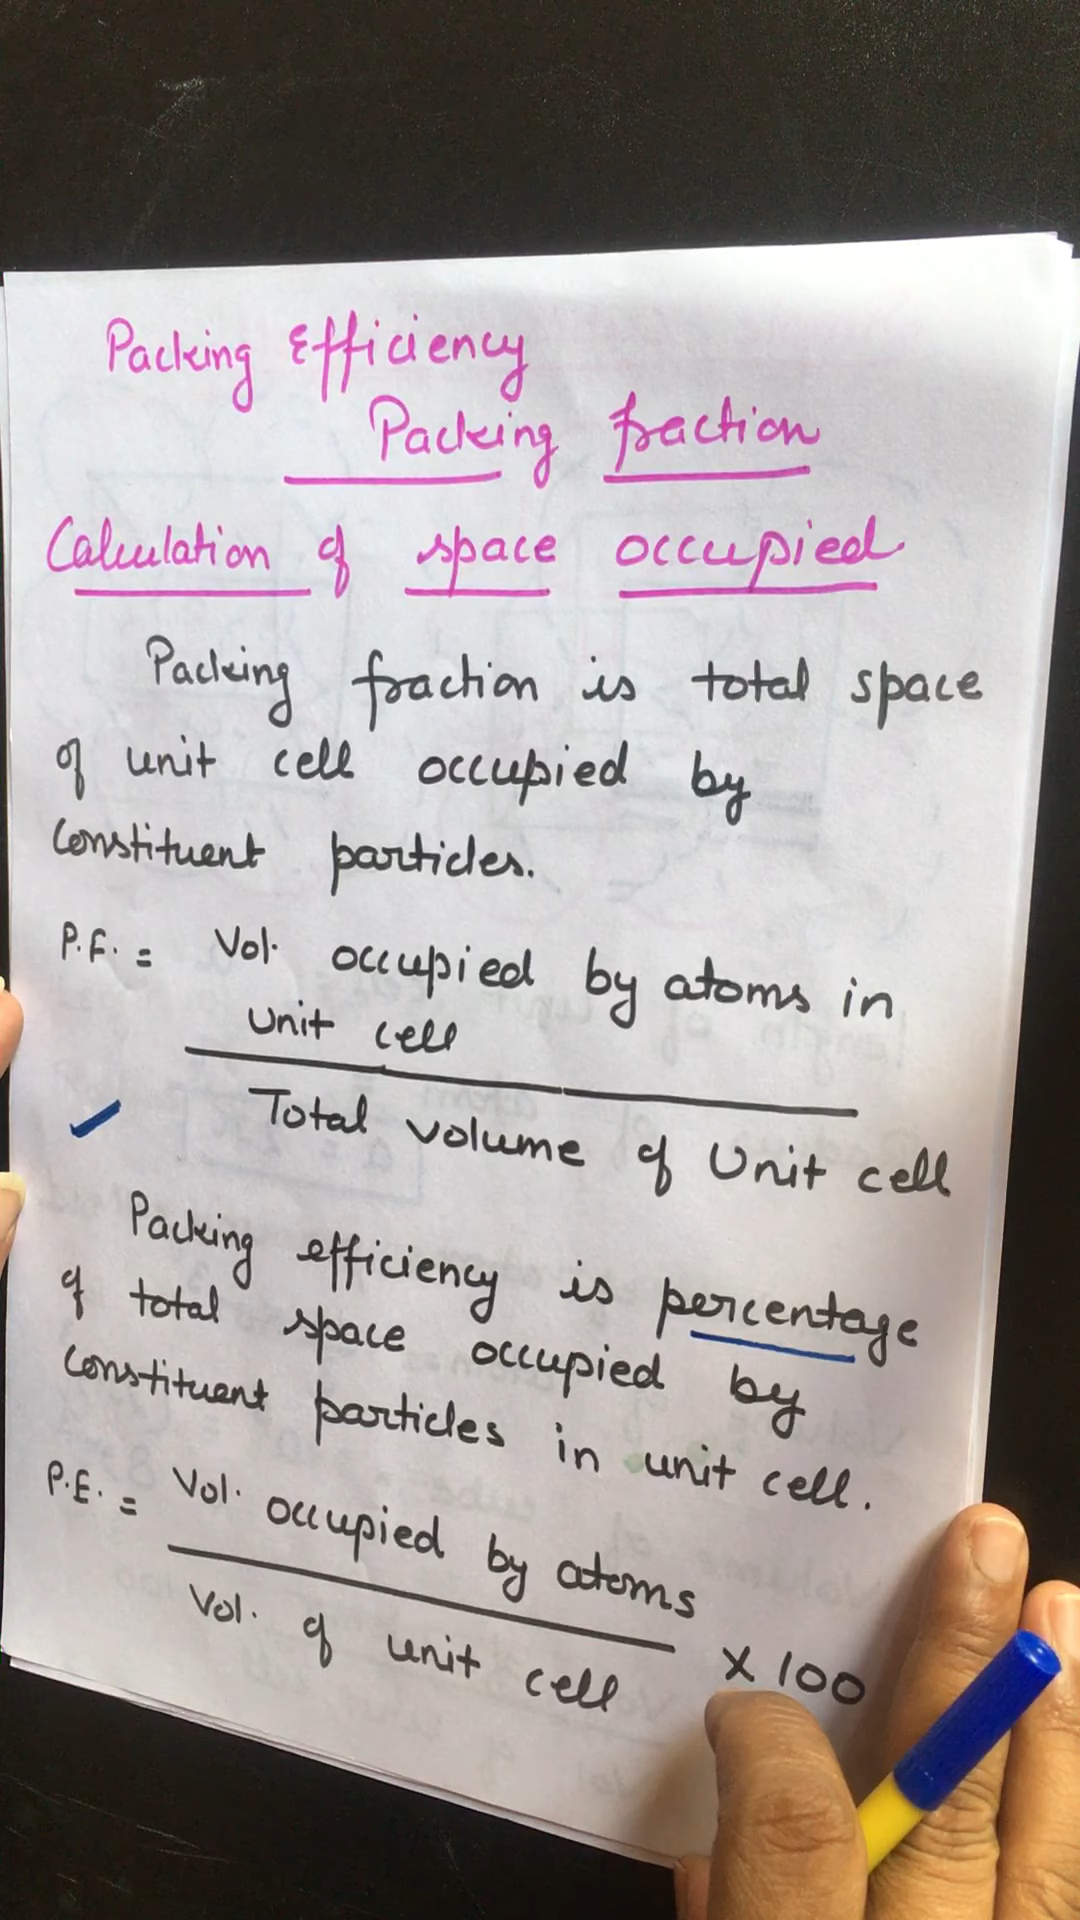 Packing Efficiency
Packing fraction
Calculation of space occupied
Packing fraction is total space
of unit cell occupied by
constituent particles.
P.F. = Vol. occupied by atoms in
Unit cell
Total volume of Unit cell
Packing efficiency is percentage
of total space occupied by
constituent particles in unit cell.
P.E. = Vol. occupied by atoms
Vol. of unit cell × 100